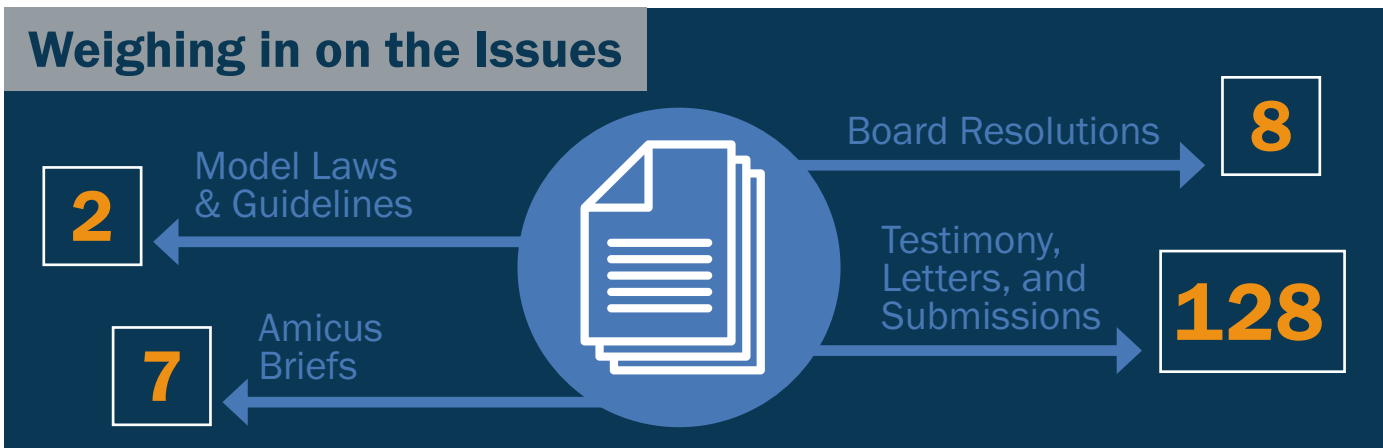 Weighing in on the Issues
2
Model Laws
& Guidelines
7
Amicus
Briefs
Board Resolutions
8
Testimony,
Letters, and
Submissions
128